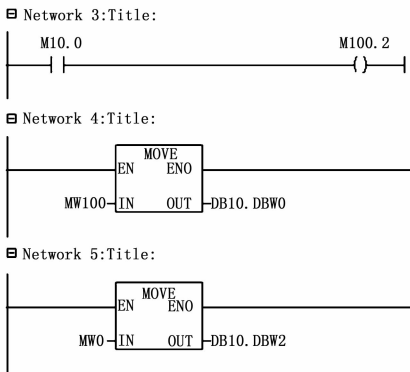 Network 3:Title:
M10.0 M100.2
Network 4:Title:
MOVE
EN ENO
MW100 IN OUT DB10.DBW0
Network 5:Title:
MOVE
EN ENO
MW0 IN OUT DB10.DBW2